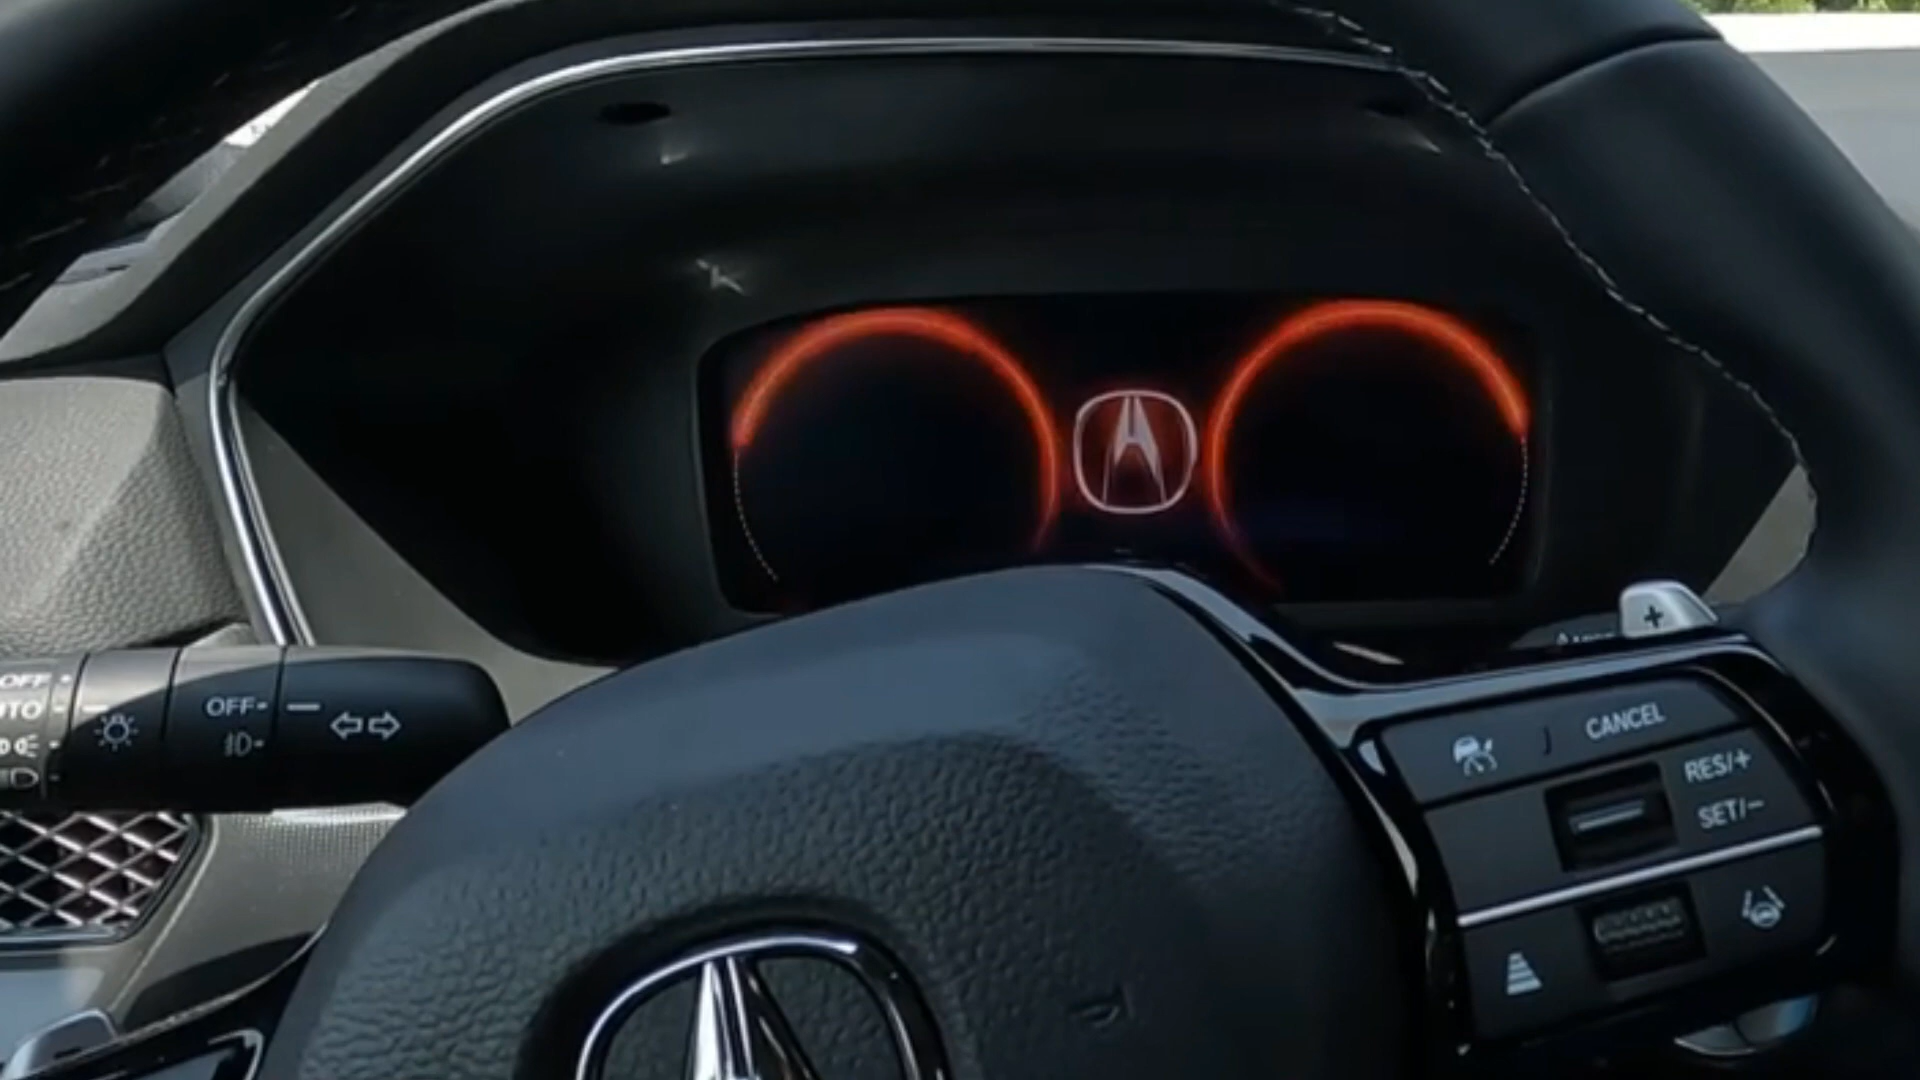 OFF
OFF
CANCEL
RES/+
SET/-
+